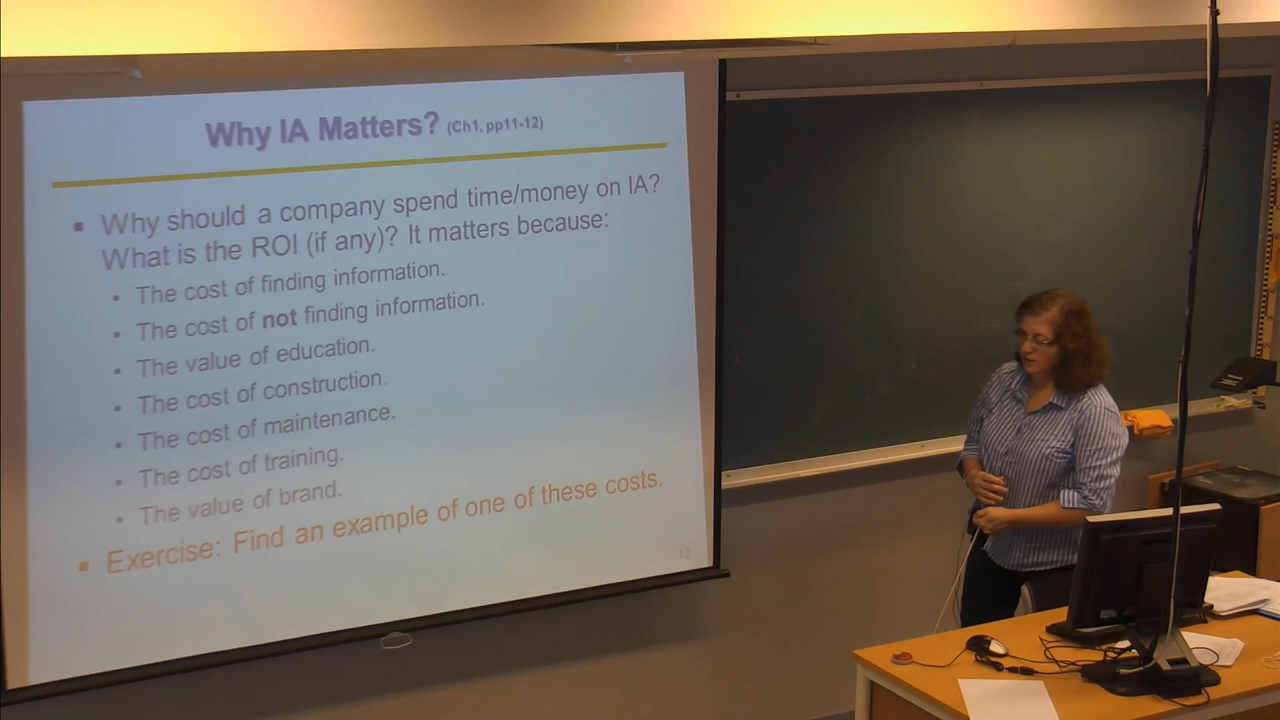 Why IA Matters? (Ch1, pp11-12)
▪ Why should a company spend time/money on IA?
What is the ROI (if any)? It matters because:
• The cost of finding information.
• The cost of not finding information.
• The value of education.
• The cost of construction.
• The cost of maintenance.
• The cost of training.
• The value of brand.
▪ Exercise: Find an example of one of these costs.
12